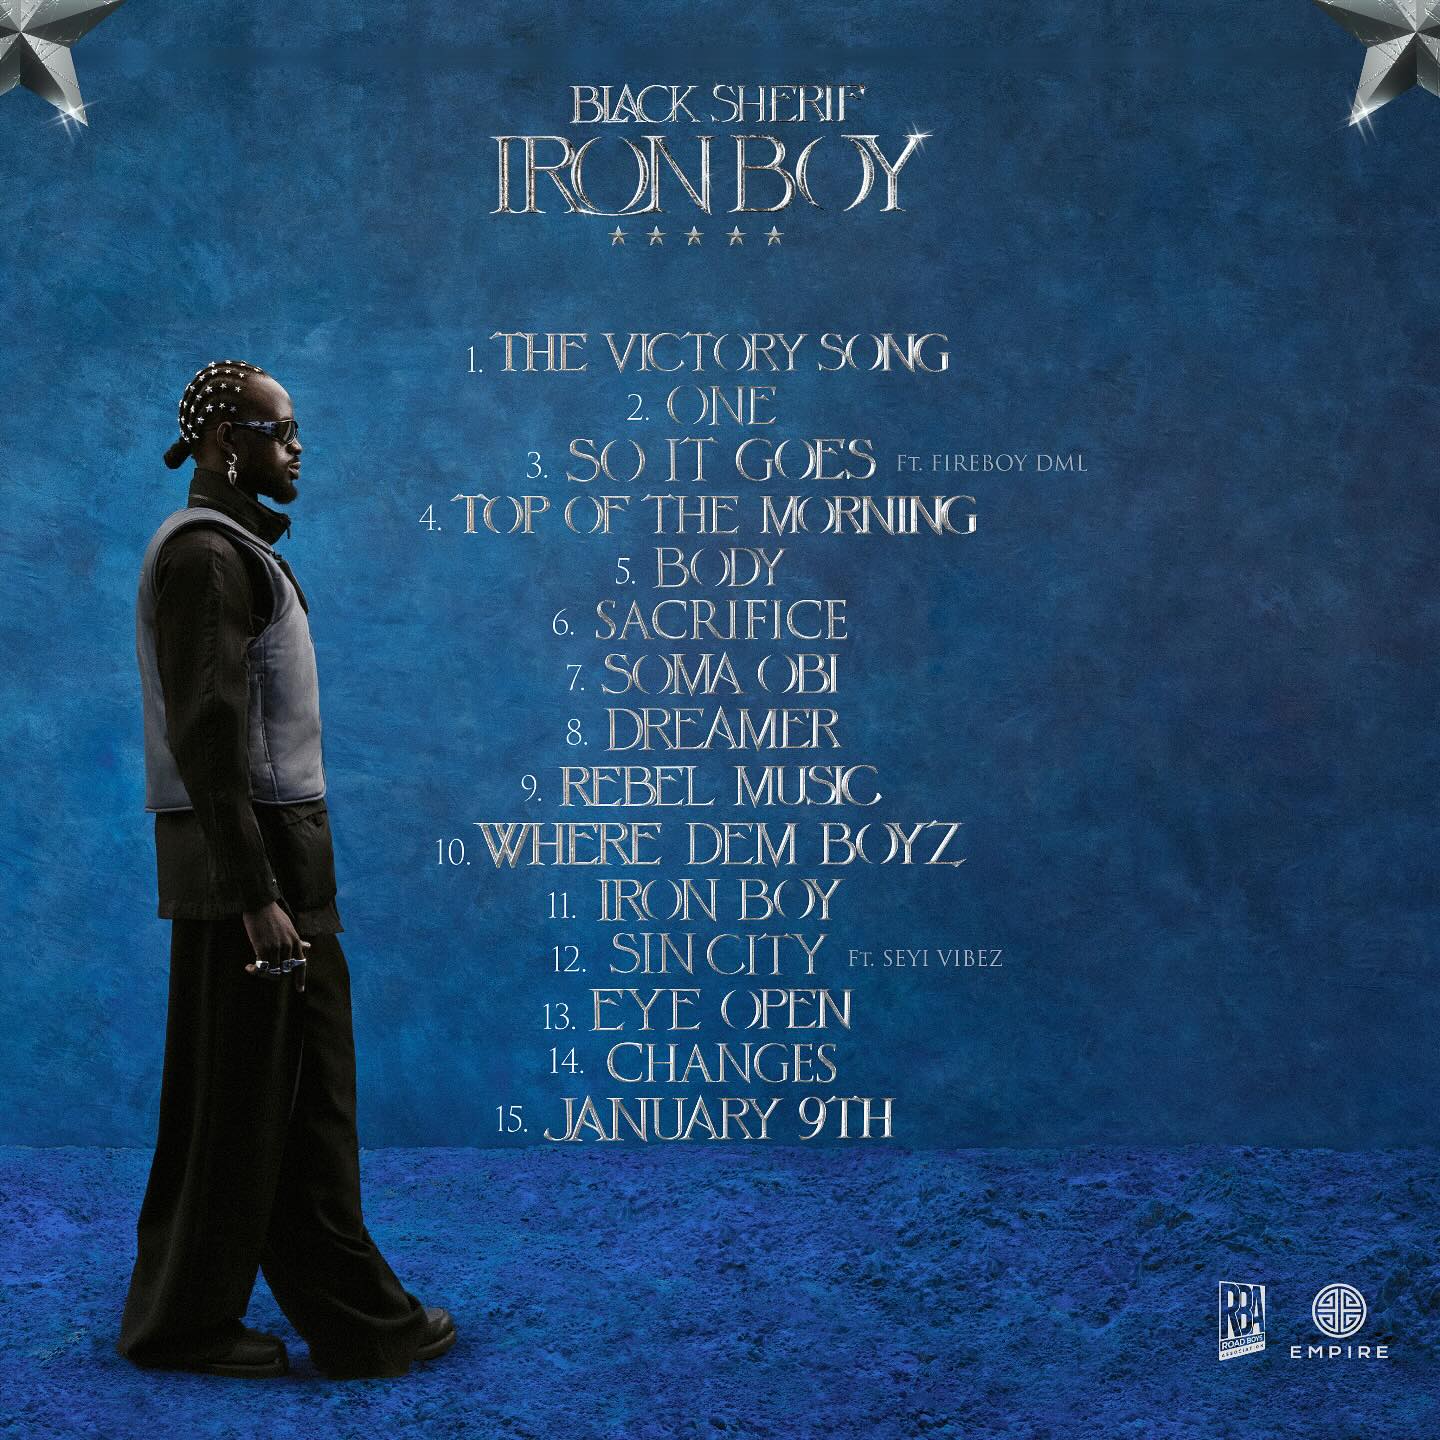 BLACK SHERIF
IRON BOY
1. THE VICTORY SONG
2. ONE
3. SO IT GOES FT. FIREBOY DML
4. TOP OF THE MORNING
5. BODY
6. SACRIFICE
7. SOMA OBI
8. DREAMER
9. REBEL MUSIC
10. WHERE DEM BOYZ
11. IRON BOY
12. SIN CITY FT. SEYI VIBEZ
13. EYE OPEN
14. CHANGES
15. JANUARY 9TH
RBA
ROAD BOYS
ASSOCIATION
EMPIRE